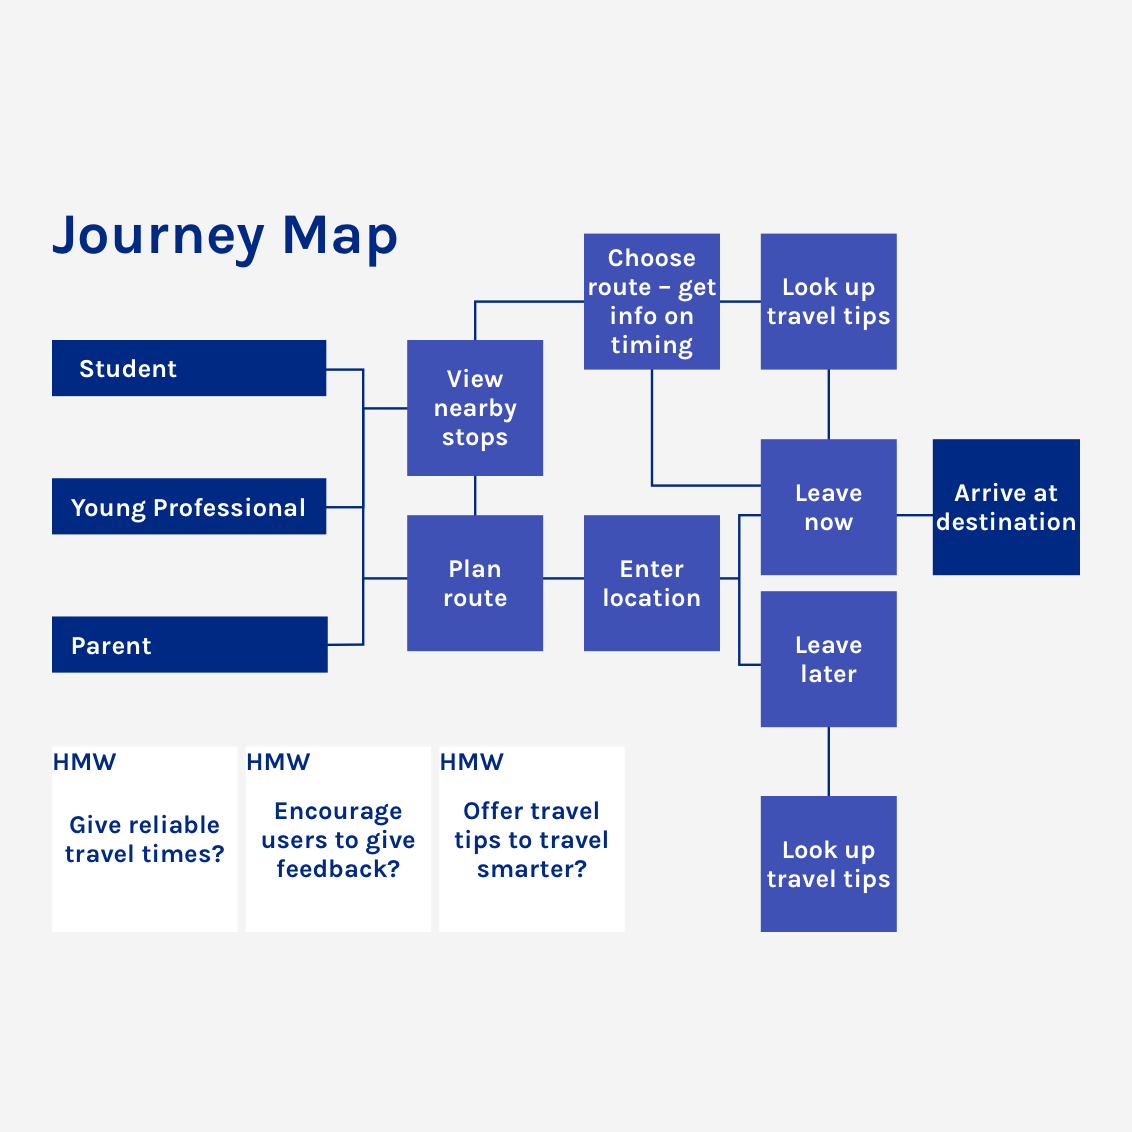 Journey Map
Student
Young Professional
Parent
View
nearby
stops
Plan
route
Choose
route – get
info on
timing
Enter
location
Look up
travel tips
Leave
now
Leave
later
Look up
travel tips
Arrive at
destination
HMW
Give reliable
travel times?
HMW
Encourage
users to give
feedback?
HMW
Offer travel
tips to travel
smarter?